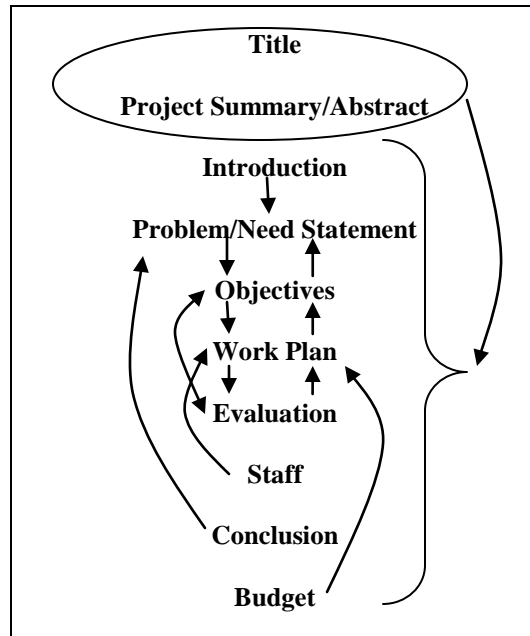 Title
Project Summary/Abstract
Introduction
Problem/Need Statement
Objectives
Work Plan
Evaluation
Staff
Conclusion
Budget